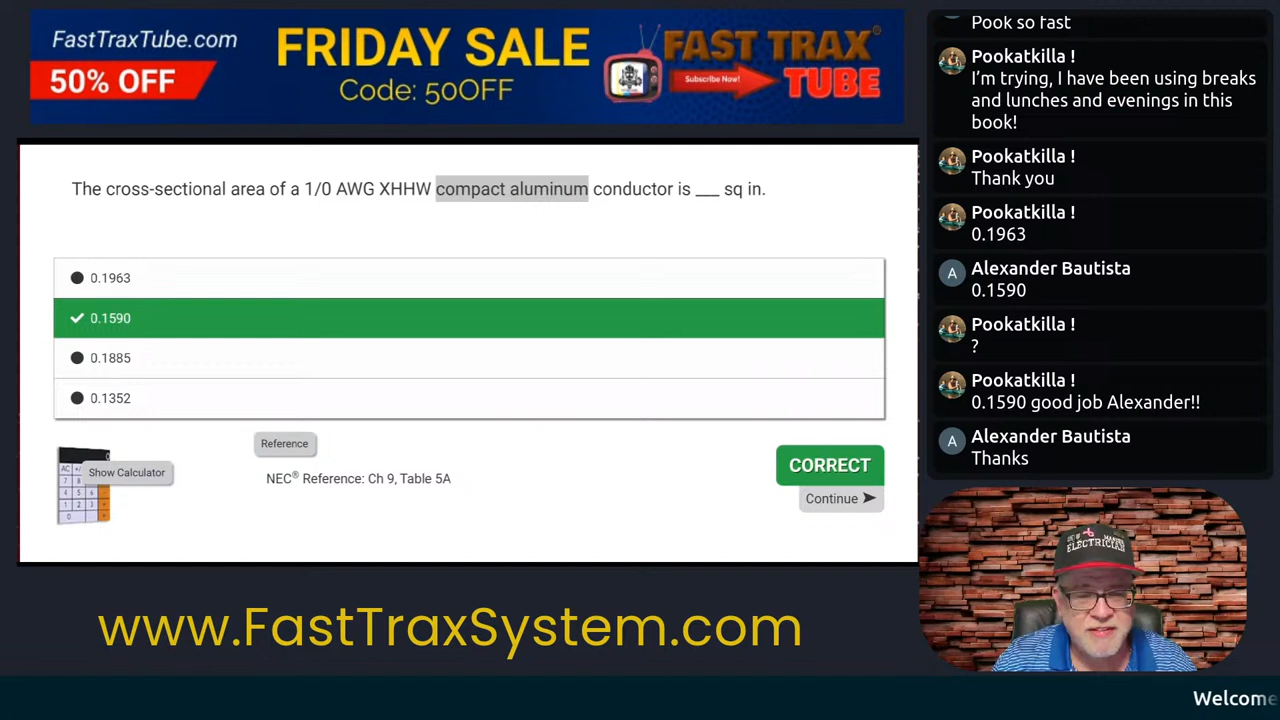 FastTraxTube.com
50% OFF
FRIDAY SALE
Code: 50OFF
FAST TRAX®
Subscribe Now!
TUBE
The cross-sectional area of a 1/0 AWG XHHW compact aluminum conductor is ___ sq in.
0.1963
0.1590
0.1885
0.1352
Reference
Show Calculator
NEC® Reference: Ch 9, Table 5A
CORRECT
Continue
www.FastTraxSystem.com
Pook so fast
Pookatkilla !
I'm trying, I have been using breaks
and lunches and evenings in this
book!
Pookatkilla !
Thank you
Pookatkilla !
0.1963
A
Alexander Bautista
0.1590
Pookatkilla !
?
Pookatkilla !
0.1590 good job Alexander!!
A
Alexander Bautista
Thanks
ELECTRICIAN
Welcome